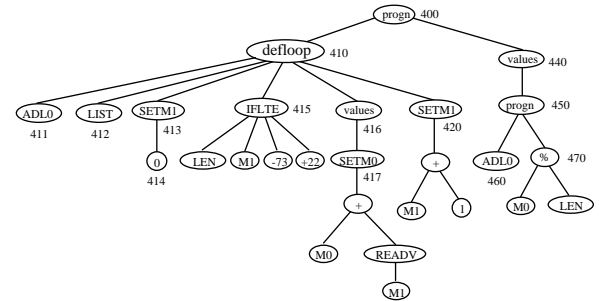 progn 400
defloop 410
values 440
ADL0 LIST SETM1 IFLTE 415 values SETM1 progn 450
411 412 413 416 420
0 LEN M1 -73 +22 SETM0 + ADL0 % 470
414 417 460
+ M1 1 M0 LEN
M0 READV
M1